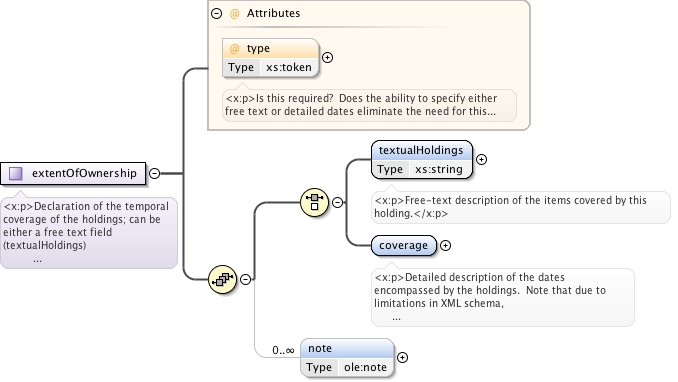 @ Attributes
@ type
Type xs:token
<x:p>Is this required?  Does the ability to specify either
free text or detailed dates eliminate the need for this...
extentOfOwnership
<x:p>Declaration of the temporal
coverage of the holdings; can be
either a free text field
(textualHoldings)
...
textualHoldings
Type xs:string
<x:p>Free-text description of the items covered by this
holding.</x:p>
coverage
<x:p>Detailed description of the dates
encompassed by the holdings.  Note that due to
limitations in XML schema,
...
0..∞
note
Type ole:note